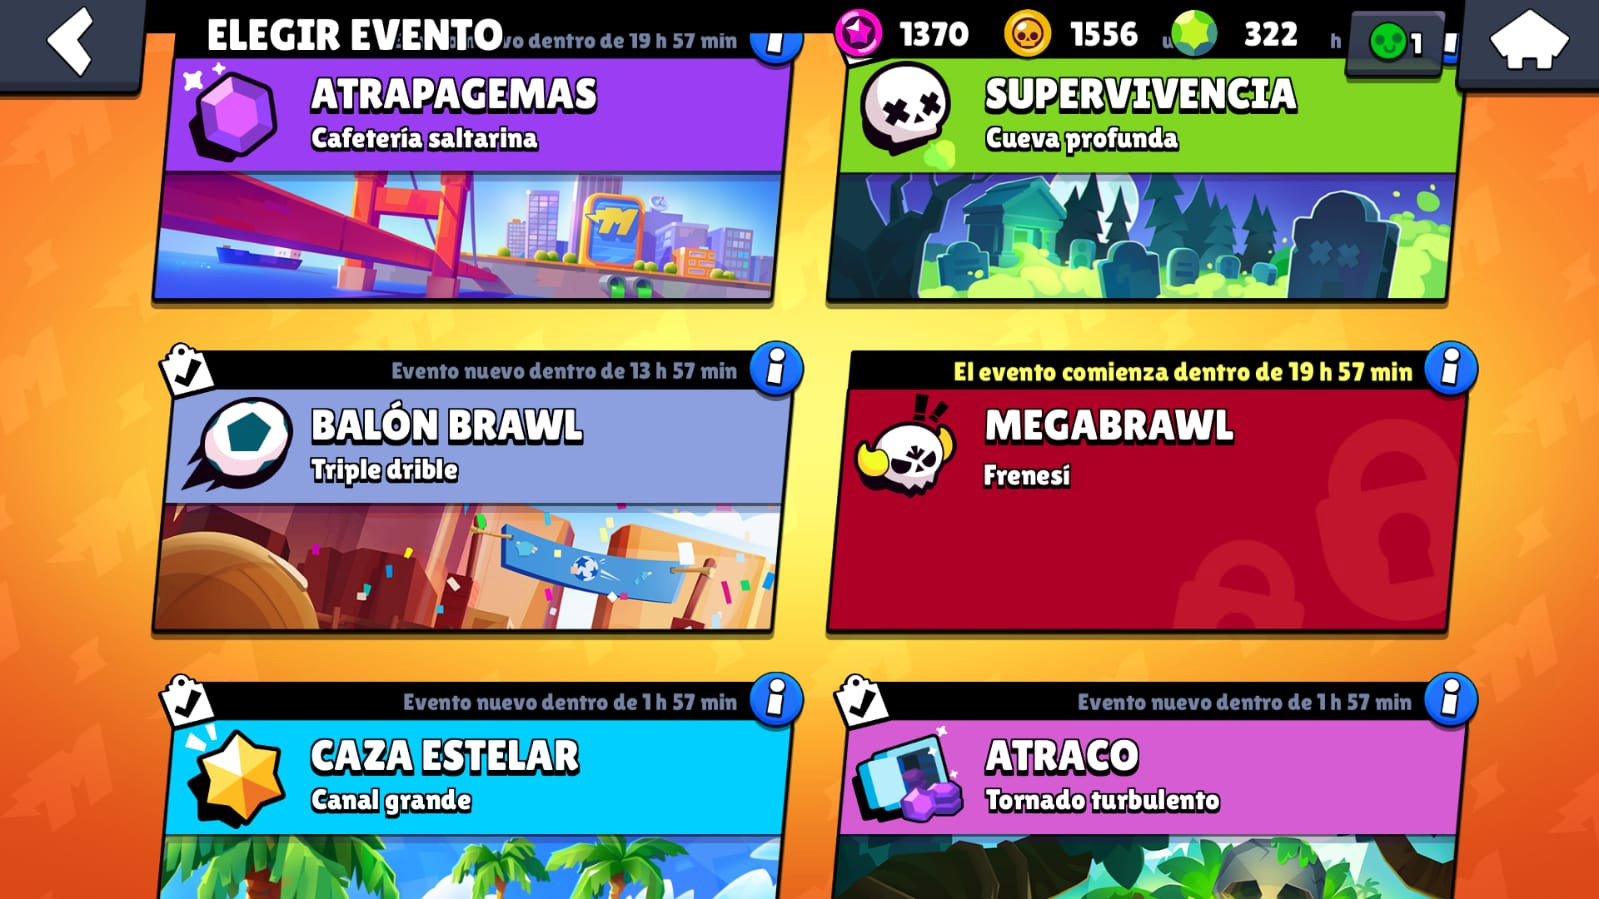 ELEGIR EVENTO
vo dentro de 19 h 57 min
1370
1556
322
h
1
ATRAPAGEMAS
Cafetería saltarina
SUPERVIVENCIA
Cueva profunda
Evento nuevo dentro de 13 h 57 min
BALÓN BRAWL
Triple drible
El evento comienza dentro de 19 h 57 min
MEGABRAWL
Frenesí
Evento nuevo dentro de 1 h 57 min
CAZA ESTELAR
Canal grande
Evento nuevo dentro de 1 h 57 min
ATRACO
Tornado turbulento